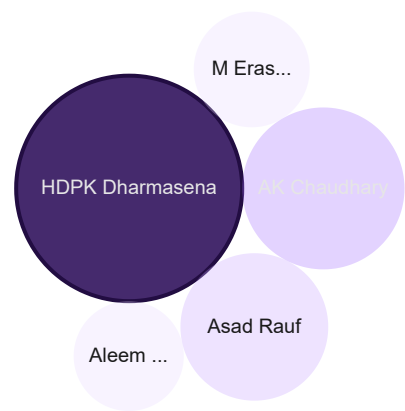 M Eras...
HDPK Dharmasena
AK Chaudhary
Asad Rauf
Aleem ...